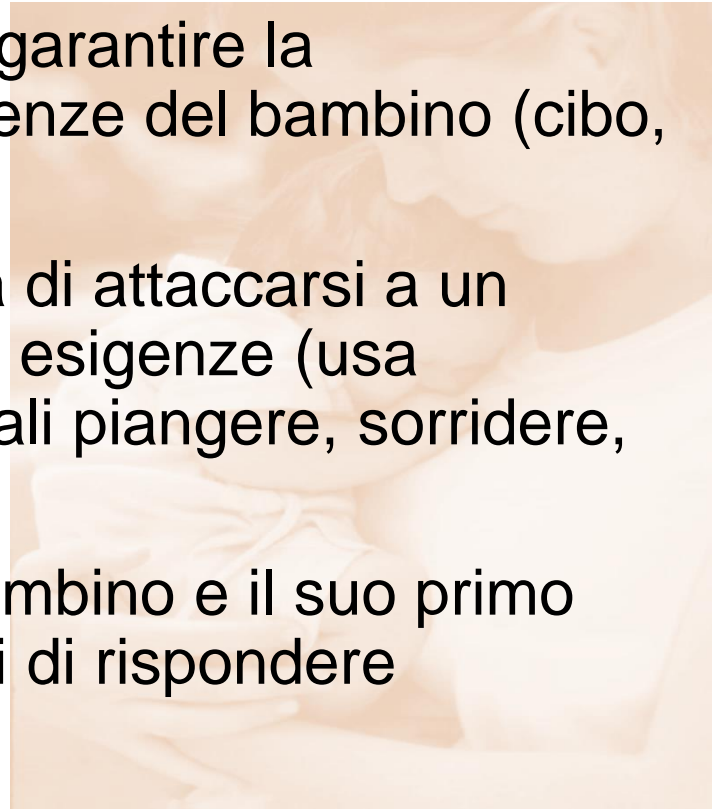 garantire la
enze del bambino (cibo,
di attaccarsi a un
esigenze (usa
ali piangere, sorridere,
mbino e il suo primo
i di rispondere